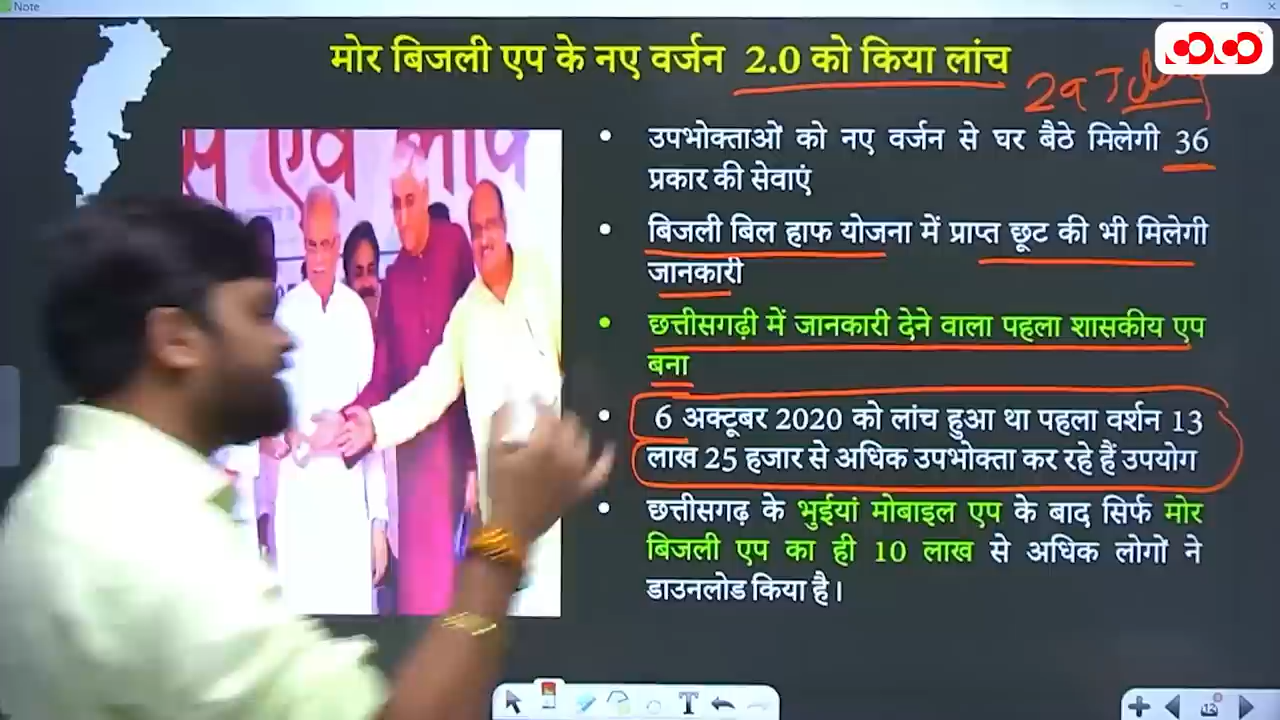 Note
मोर बिजली एप के नए वर्जन 2.0 को किया लांच
29 July
उपभोक्ताओं को नए वर्जन से घर बैठे मिलेगी 36
प्रकार की सेवाएं
बिजली बिल हाफ योजना में प्राप्त छूट की भी मिलेगी
जानकारी
छत्तीसगढ़ी में जानकारी देने वाला पहला शासकीय एप
बना
6 अक्टूबर 2020 को लांच हुआ था पहला वर्शन 13
लाख 25 हजार से अधिक उपभोक्ता कर रहे हैं उपयोग
छत्तीसगढ़ के भुईयां मोबाइल एप के बाद सिर्फ मोर
बिजली एप का ही 10 लाख से अधिक लोगों ने
डाउनलोड किया है।
T
12